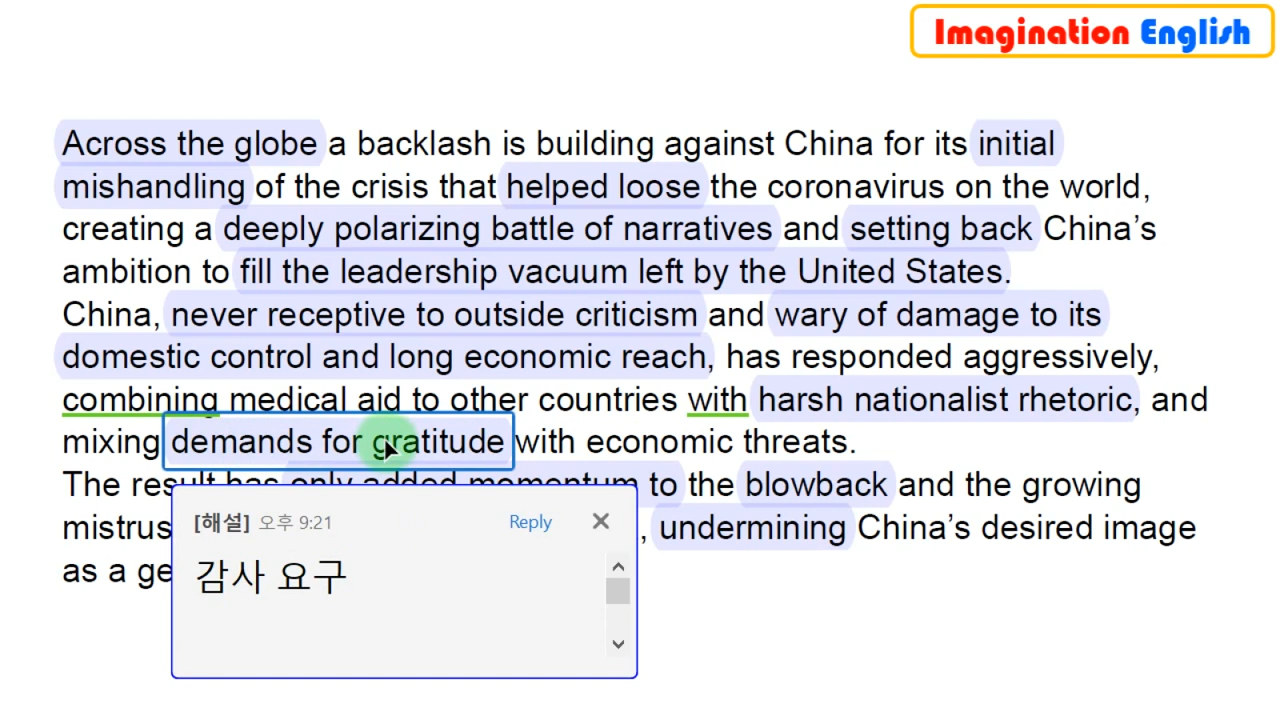 Imagination English
Across the globe a backlash is building against China for its initial
mishandling of the crisis that helped loose the coronavirus on the world,
creating a deeply polarizing battle of narratives and setting back China’s
ambition to fill the leadership vacuum left by the United States.
China, never receptive to outside criticism and wary of damage to its
domestic control and long economic reach, has responded aggressively,
combining medical aid to other countries with harsh nationalist rhetoric, and
mixing demands for gratitude with economic threats.
The result has only added momentum to the blowback and the growing
mistrus , undermining China’s desired image
as a ge
[해설] 오후 9:21 Reply
감사 요구